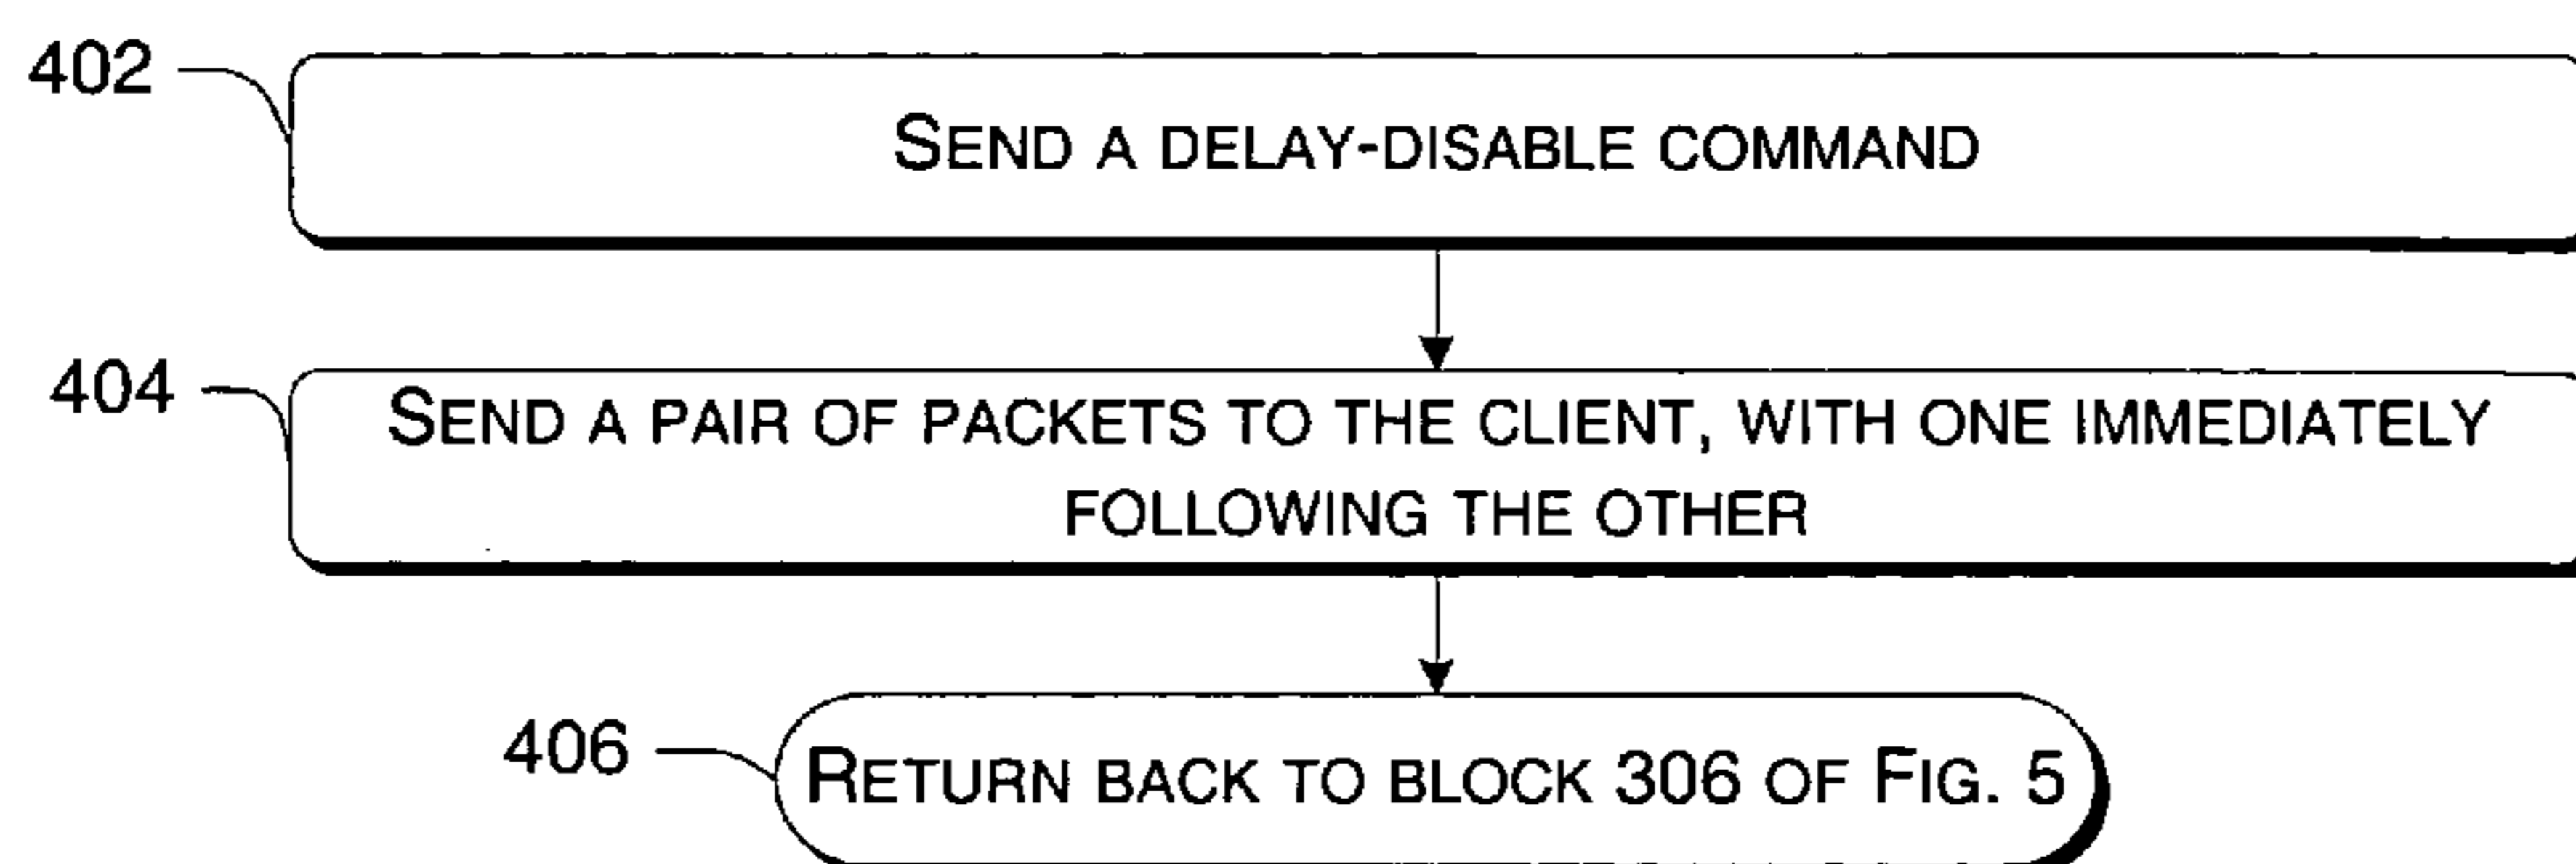 402
SEND A DELAY-DISABLE COMMAND
404
SEND A PAIR OF PACKETS TO THE CLIENT, WITH ONE IMMEDIATELY
FOLLOWING THE OTHER
406
RETURN BACK TO BLOCK 306 OF FIG. 5